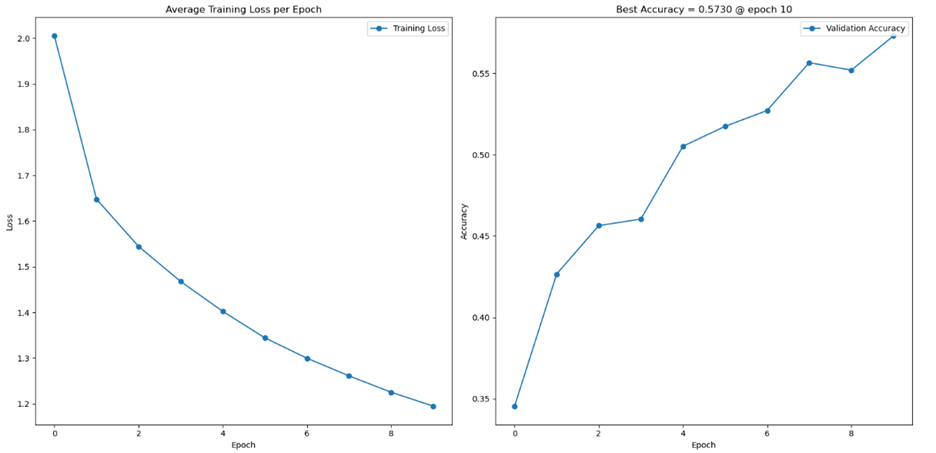 Average Training Loss per Epoch
Training Loss
2.0
1.9
1.8
1.7
1.6
1.5
1.4
1.3
1.2
Loss
0 2 4 6 8
Epoch
Best Accuracy = 0.5730 @ epoch 10
Validation Accuracy
0.55
0.50
0.45
0.40
0.35
Accuracy
0 2 4 6 8
Epoch